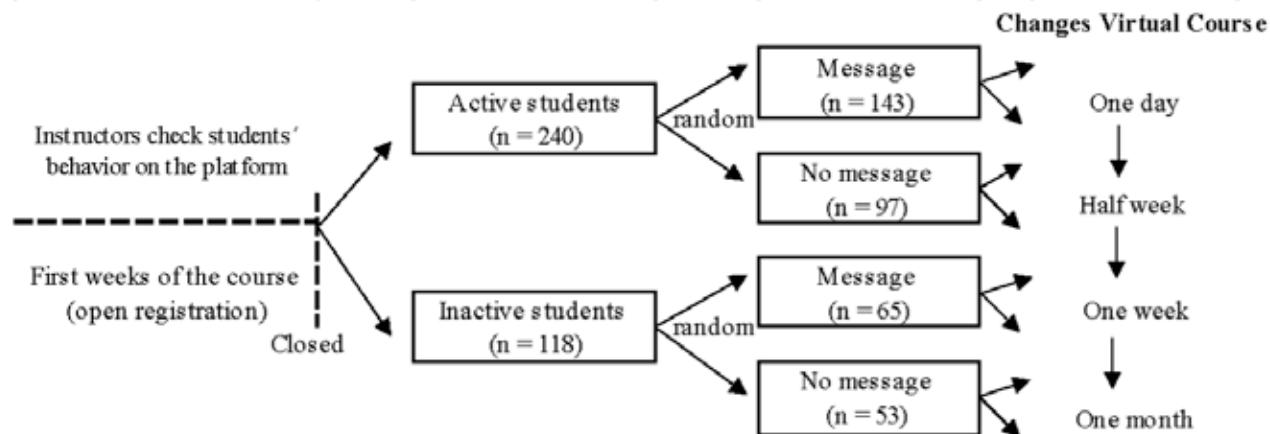 Changes Virtual Course
Instructors check students´
behavior on the platform
First weeks of the course
(open registration)
Closed
Active students
(n = 240)
Inactive students
(n = 118)
random
random
Message
(n = 143)
No message
(n = 97)
Message
(n = 65)
No message
(n = 53)
One day
Half week
One week
One month